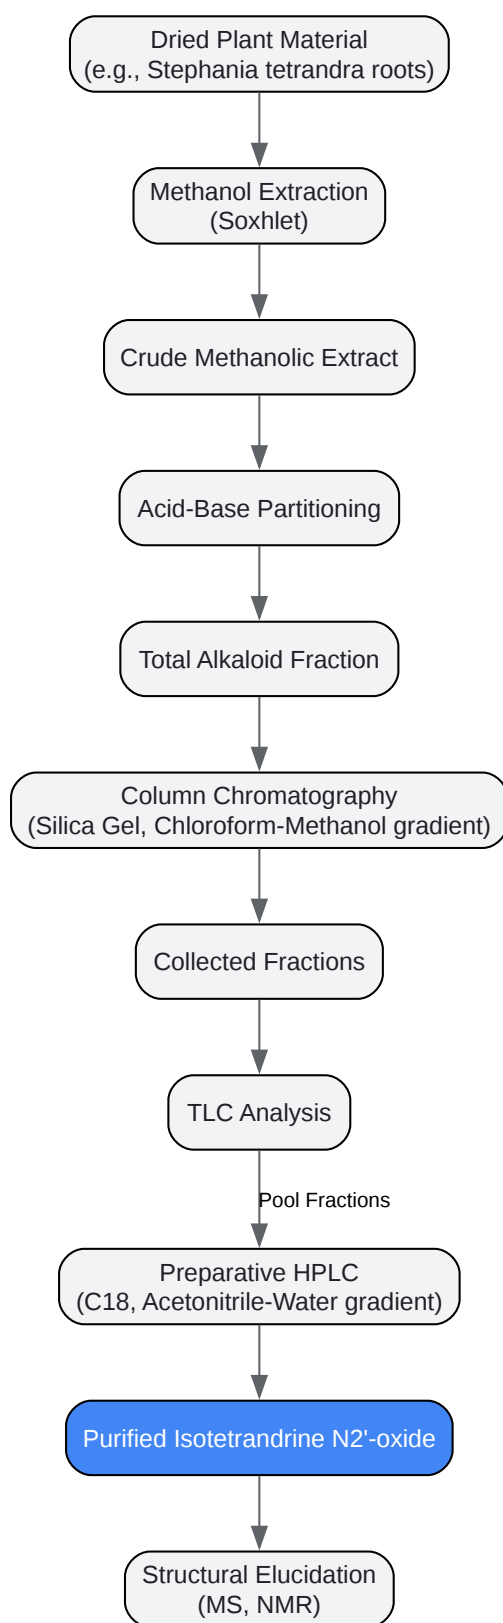 Dried Plant Material
(e.g., Stephania tetrandra roots)
Methanol Extraction
(Soxhlet)
Crude Methanolic Extract
Acid-Base Partitioning
Total Alkaloid Fraction
Column Chromatography
(Silica Gel, Chloroform-Methanol gradient)
Collected Fractions
TLC Analysis
Pool Fractions
Preparative HPLC
(C18, Acetonitrile-Water gradient)
Purified Isotetrandrine N2'-oxide
Structural Elucidation
(MS, NMR)